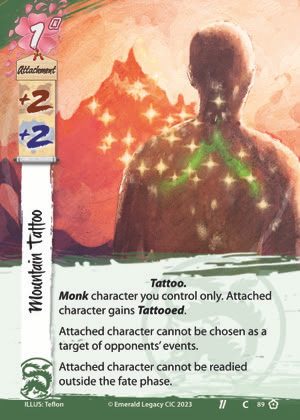 1
Attachment
+2
+2
Mountain Tattoo
Tattoo.
Monk character you control only. Attached
character gains Tattooed.
Attached character cannot be chosen as a
target of opponents' events.
Attached character cannot be readied
outside the fate phase.
ILLUS: Teflon © Emerald Legacy CIC 2023 C 89